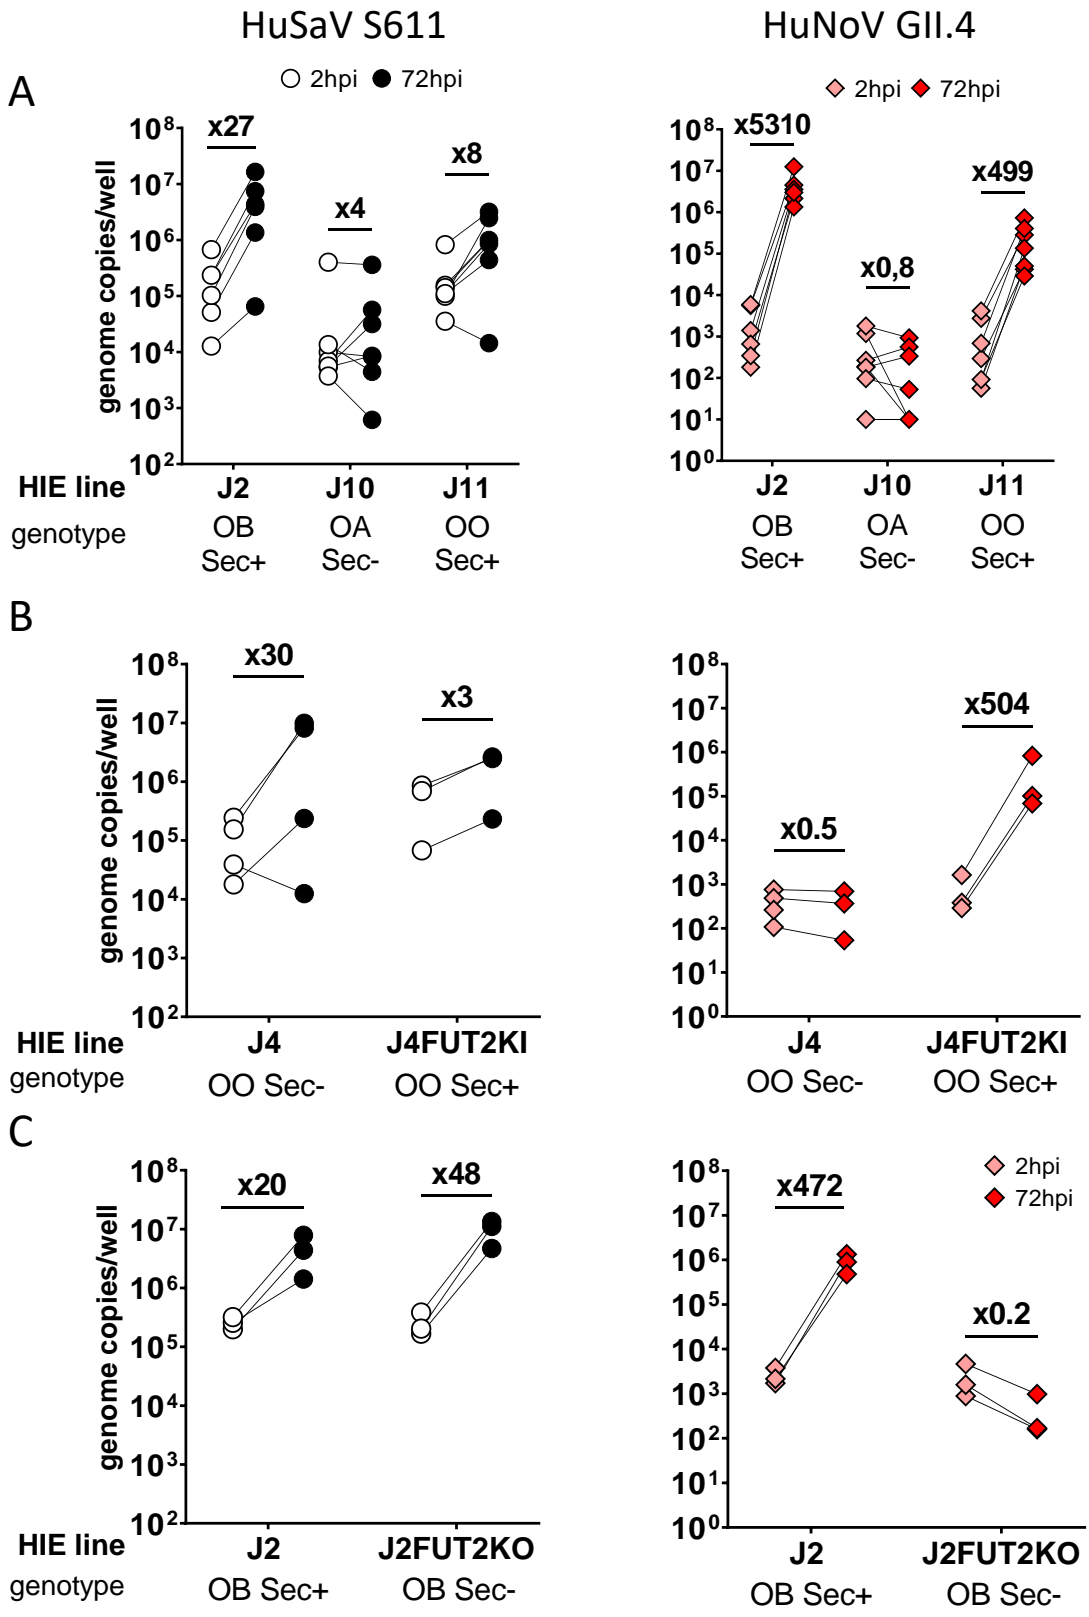 HuSaV S611
HuNoV GII.4
A
2hpi 72hpi
2hpi 72hpi
genome copies/well
10⁸
10⁷
10⁶
10⁵
10⁴
10³
10²
x27
x4
x8
10⁸
10⁷
10⁶
10⁵
10⁴
10³
10²
10¹
10⁰
x5310
x0,8
x499
HIE line J2 J10 J11
genotype OB OA OO
Sec+ Sec- Sec+
J2 J10 J11
OB OA OO
Sec+ Sec- Sec+
B
genome copies/well
10⁸
10⁷
10⁶
10⁵
10⁴
10³
10²
x30
x3
10⁸
10⁷
10⁶
10⁵
10⁴
10³
10²
10¹
10⁰
x0.5
x504
HIE line J4 J4FUT2KI
genotype OO Sec- OO Sec+
J4 J4FUT2KI
OO Sec- OO Sec+
C
genome copies/well
10⁸
10⁷
10⁶
10⁵
10⁴
10³
10²
x20
x48
2hpi
72hpi
10⁸
10⁷
10⁶
10⁵
10⁴
10³
10²
10¹
10⁰
x472
x0.2
HIE line J2 J2FUT2KO
genotype OB Sec+ OB Sec-
J2 J2FUT2KO
OB Sec+ OB Sec-